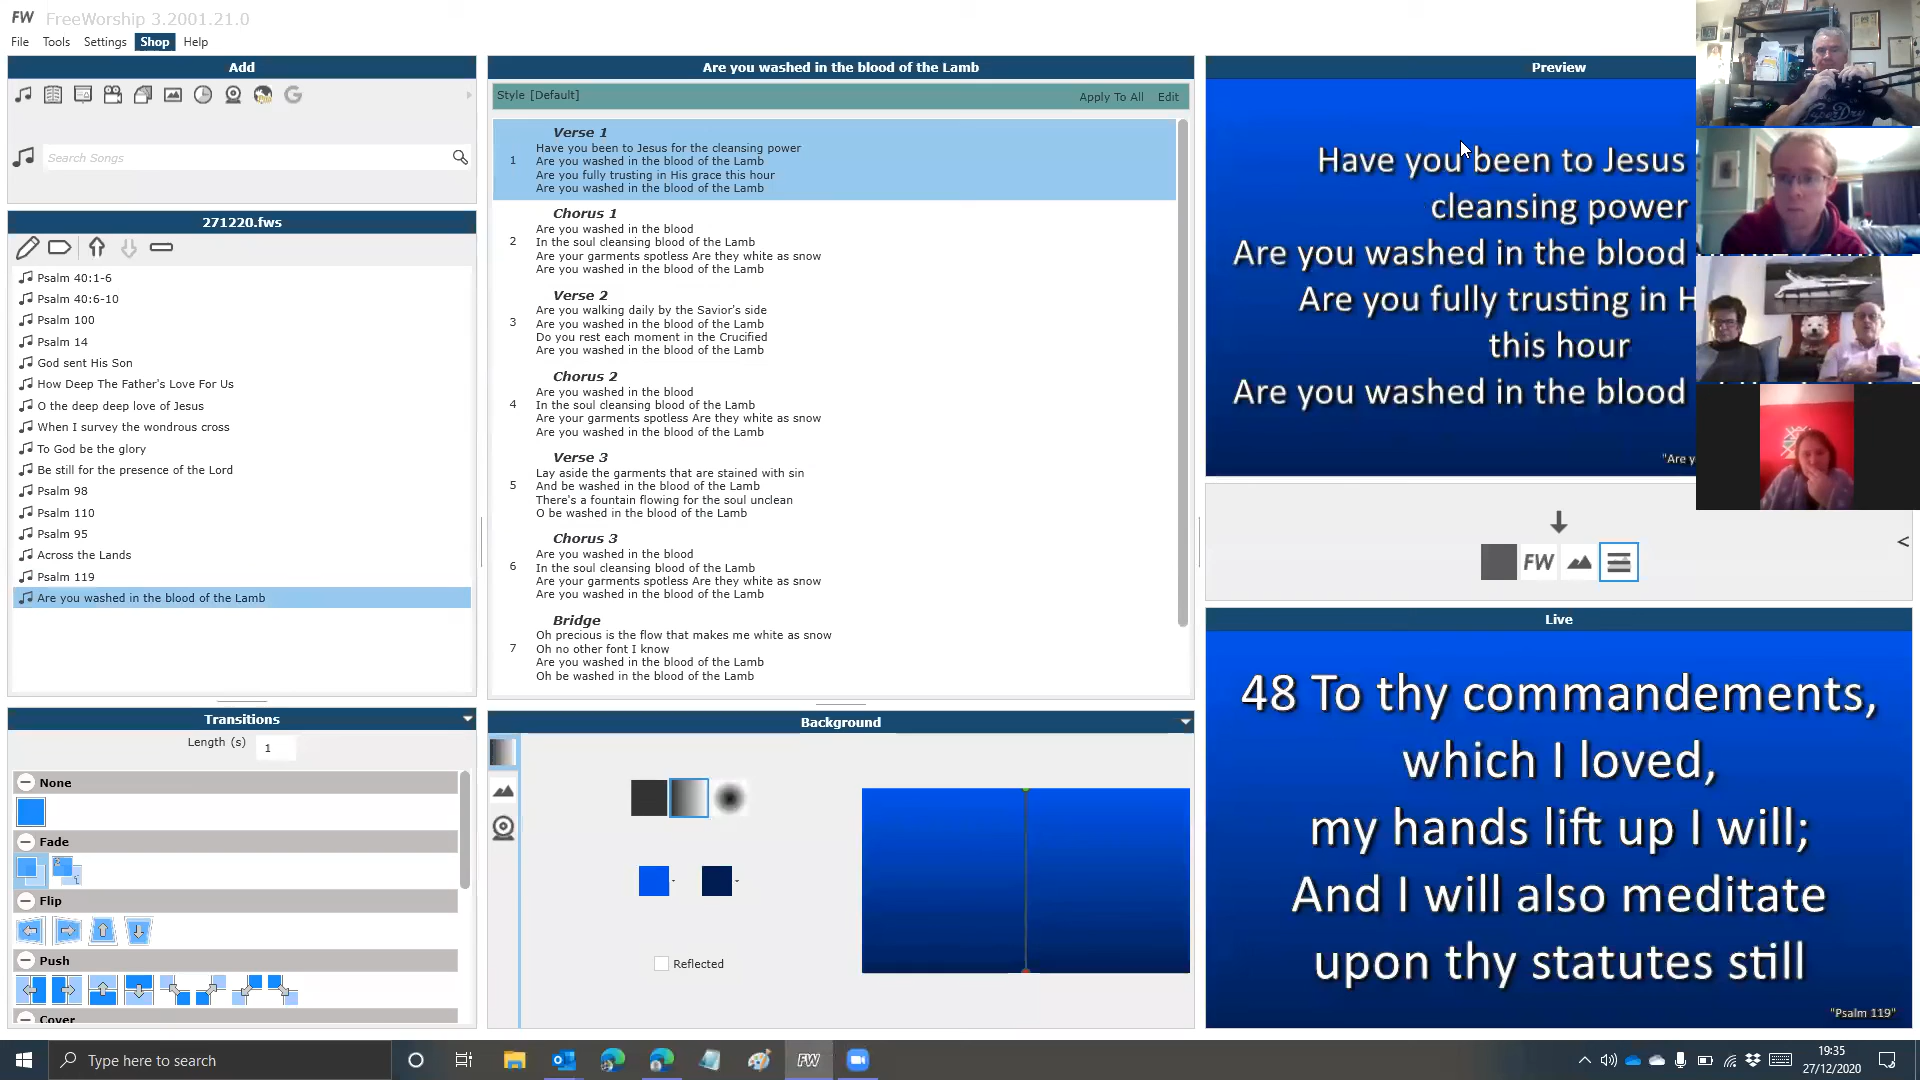 FW FreeWorship 3.2001.21.0
File Tools Settings Shop Help
Add
Search Songs
271220.fws
Psalm 40:1-6
Psalm 40:6-10
Psalm 100
Psalm 14
God sent His Son
How Deep The Father's Love For Us
O the deep deep love of Jesus
When I survey the wondrous cross
To God be the glory
Be still for the presence of the Lord
Psalm 98
Psalm 110
Psalm 95
Across the Lands
Psalm 119
Are you washed in the blood of the Lamb
Transitions
Length (s) 1
None
Fade
Flip
Push
Cover
Are you washed in the blood of the Lamb
Style [Default] Apply To All Edit
Verse 1
Have you been to Jesus for the cleansing power
1 Are you washed in the blood of the Lamb
Are you fully trusting in His grace this hour
Are you washed in the blood of the Lamb
Chorus 1
Are you washed in the blood
2 In the soul cleansing blood of the Lamb
Are your garments spotless Are they white as snow
Are you washed in the blood of the Lamb
Verse 2
Are you walking daily by the Savior's side
3 Are you washed in the blood of the Lamb
Do you rest each moment in the Crucified
Are you washed in the blood of the Lamb
Chorus 2
Are you washed in the blood
4 In the soul cleansing blood of the Lamb
Are your garments spotless Are they white as snow
Are you washed in the blood of the Lamb
Verse 3
Lay aside the garments that are stained with sin
5 And be washed in the blood of the Lamb
There's a fountain flowing for the soul unclean
O be washed in the blood of the Lamb
Chorus 3
Are you washed in the blood
6 In the soul cleansing blood of the Lamb
Are your garments spotless Are they white as snow
Are you washed in the blood of the Lamb
Bridge
Oh precious is the flow that makes me white as snow
7 Oh no other font I know
Are you washed in the blood of the Lamb
Oh be washed in the blood of the Lamb
Background
Reflected
Preview
Have you been to Jesus
cleansing power
Are you washed in the blood
Are you fully trusting in H
this hour
Are you washed in the blood
"Are y
FW
<
Live
48 To thy commandements,
which I loved,
my hands lift up I will;
And I will also meditate
upon thy statutes still
"Psalm 119"
Type here to search
FW
19:35
27/12/2020